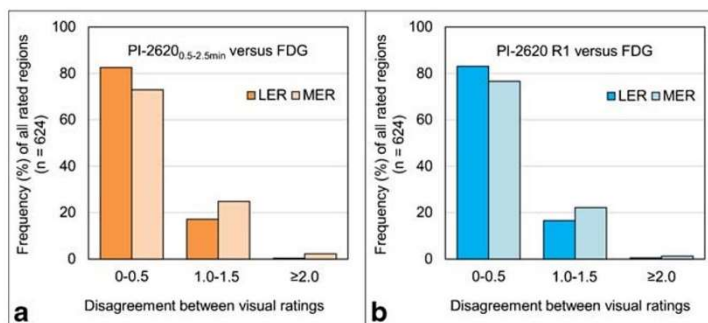 PI-2620 0.5-2.5min versus FDG
LER MER
Frequency (%) of all rated regions
(n = 624)
100
80
60
40
20
0
0-0.5 1.0-1.5 ≥2.0
Disagreement between visual ratings
a
PI-2620 R1 versus FDG
LER MER
Frequency (%) of all rated regions
(n = 624)
100
80
60
40
20
0
0-0.5 1.0-1.5 ≥2.0
Disagreement between visual ratings
b